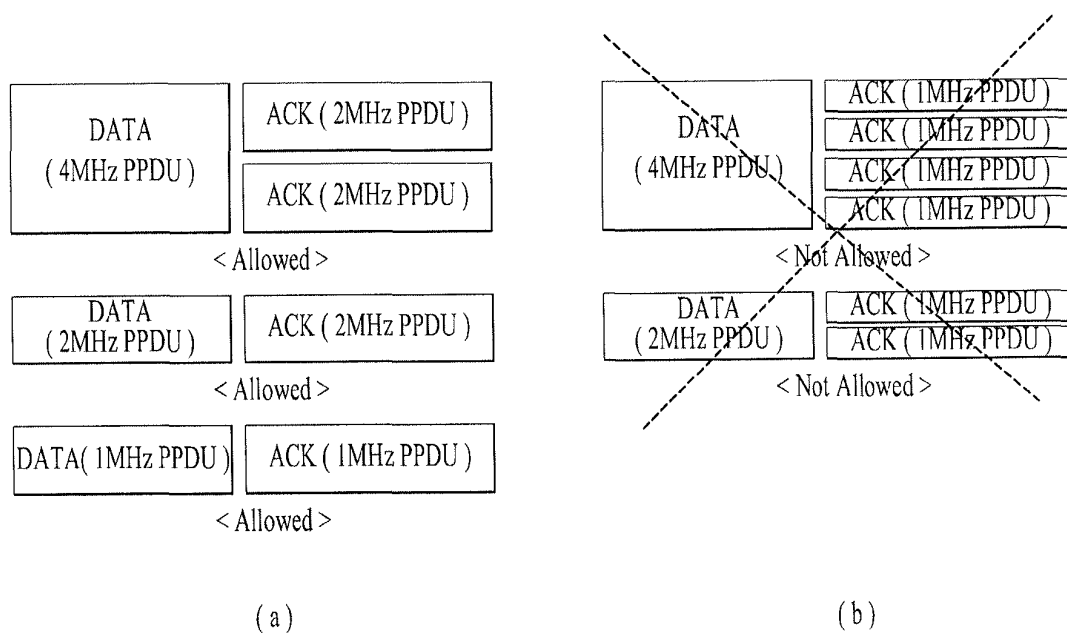 DATA
( 4MHz PPDU )
ACK ( 2MHz PPDU )
ACK ( 2MHz PPDU )
< Allowed >
DATA
( 2MHz PPDU )
ACK ( 2MHz PPDU )
< Allowed >
DATA( 1MHz PPDU )
ACK ( 1MHz PPDU )
< Allowed >
( a )
DATA
( 4MHz PPDU )
ACK ( 1MHz PPDU )
ACK ( 1MHz PPDU )
ACK ( 1MHz PPDU )
ACK ( 1MHz PPDU )
< Not Allowed >
DATA
( 2MHz PPDU )
ACK ( 1MHz PPDU )
ACK ( 1MHz PPDU )
< Not Allowed >
( b )